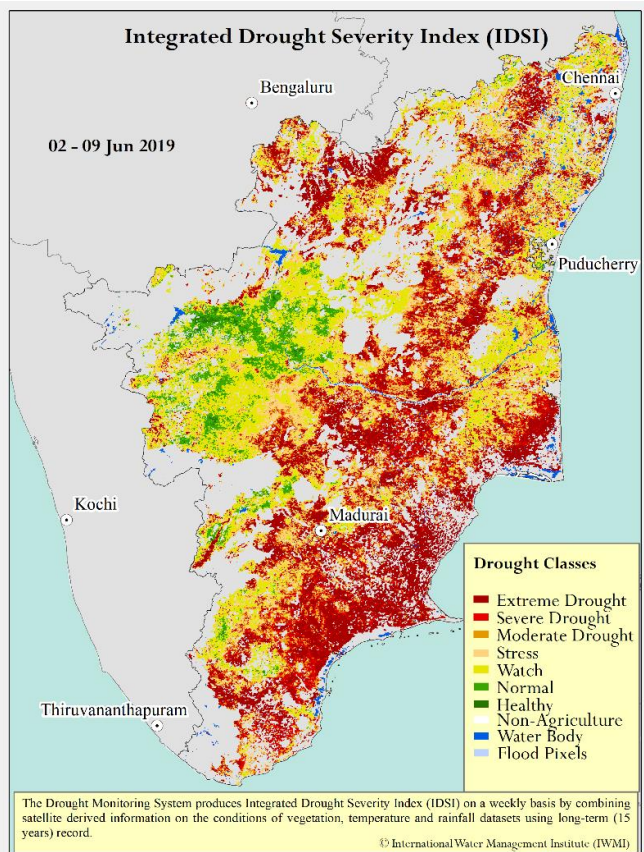 Integrated Drought Severity Index (IDSI)
Chennai
Bengaluru
02 - 09 Jun 2019
Puducherry
Kochi
Madurai
Thiruvananthapuram
Drought Classes
Extreme Drought
Severe Drought
Moderate Drought
Stress
Watch
Normal
Healthy
Non-Agriculture
Water Body
Flood Pixels
The Drought Monitoring System produces Integrated Drought Severity Index (IDSI) on a weekly basis by combining
satellite derived information on the conditions of vegetation, temperature and rainfall datasets using long-term (15
years) record.
© International Water Management Institute (IWMI)